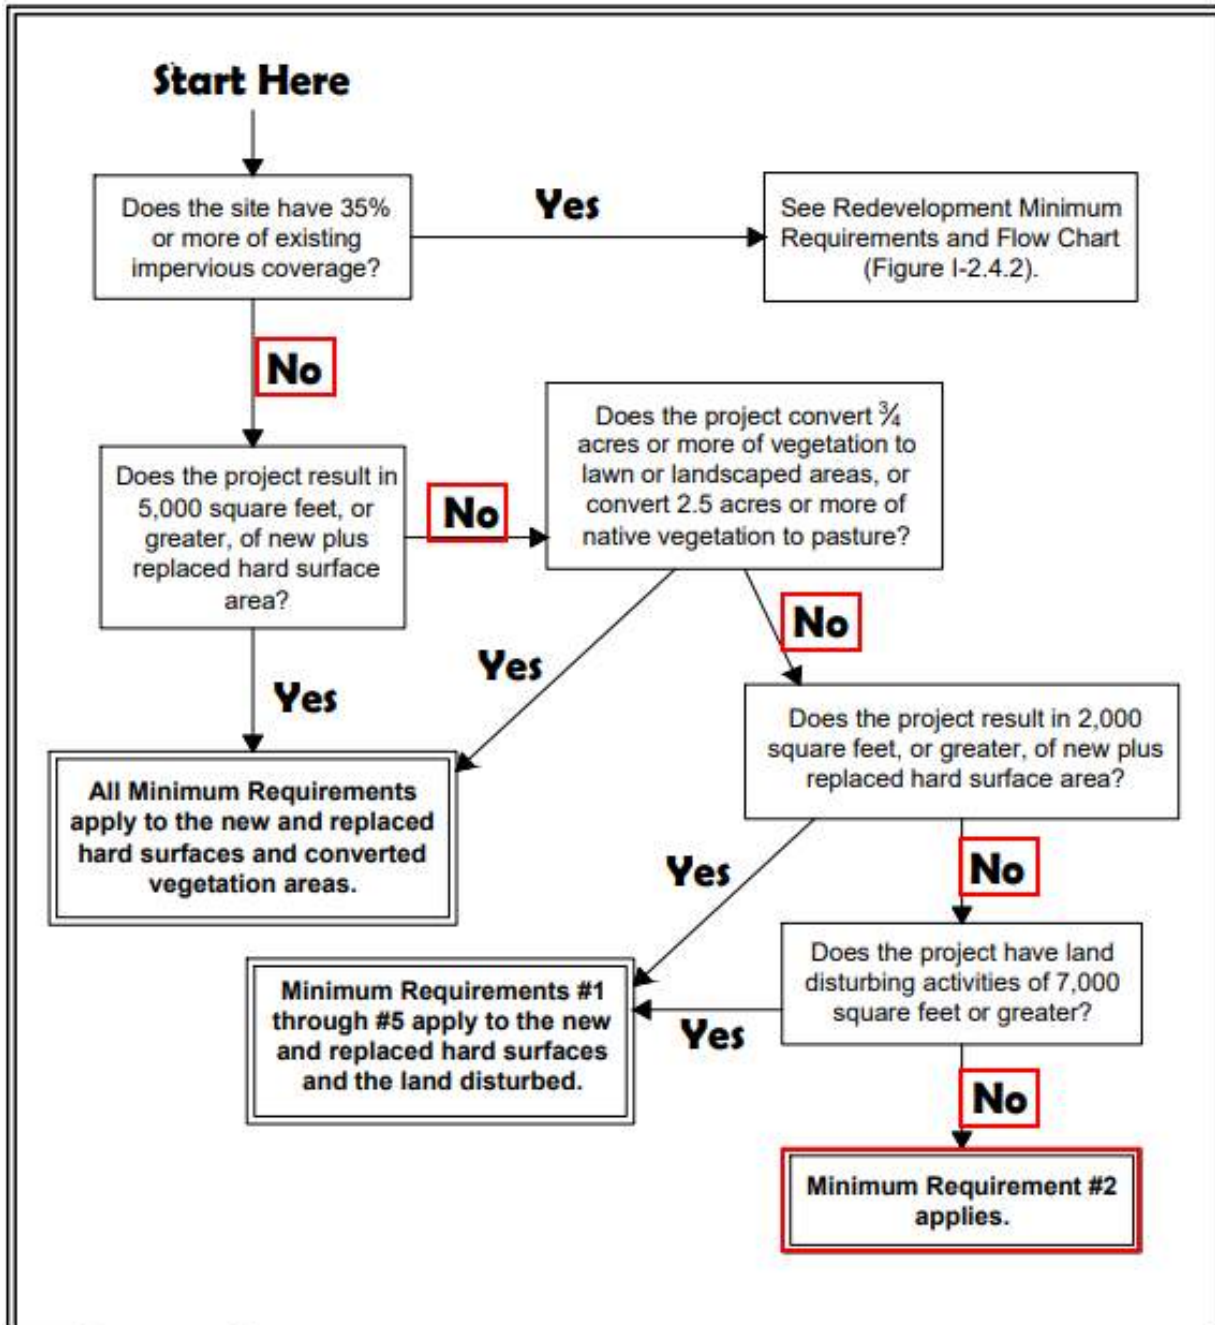 Start Here
Does the site have 35%
or more of existing
impervious coverage?
Yes
See Redevelopment Minimum
Requirements and Flow Chart
(Figure I-2.4.2).
No
Does the project convert ¾
acres or more of vegetation to
lawn or landscaped areas, or
convert 2.5 acres or more of
native vegetation to pasture?
Does the project result in
5,000 square feet, or
greater, of new plus
replaced hard surface
area?
No
No
Yes
Yes
Does the project result in 2,000
square feet, or greater, of new plus
replaced hard surface area?
All Minimum Requirements
apply to the new and replaced
hard surfaces and converted
vegetation areas.
Yes
No
Does the project have land
disturbing activities of 7,000
square feet or greater?
Minimum Requirements #1
through #5 apply to the new
and replaced hard surfaces
and the land disturbed.
Yes
No
Minimum Requirement #2
applies.